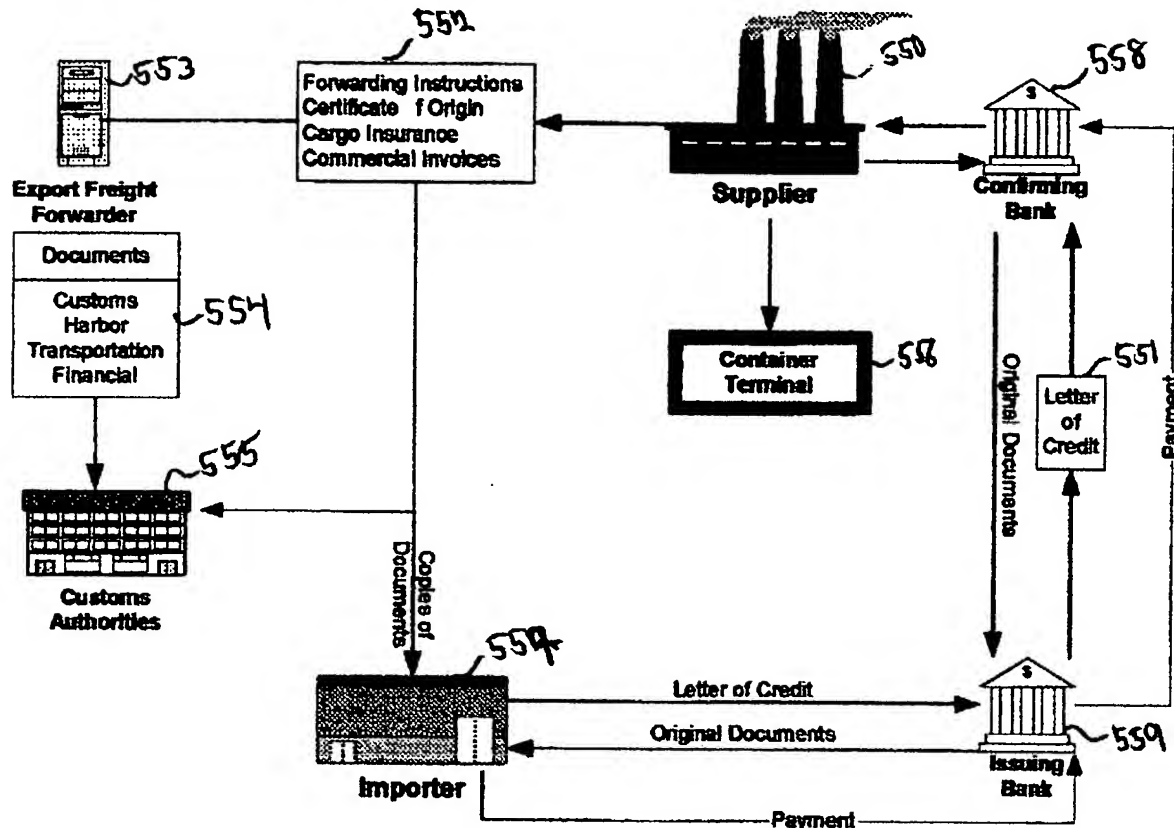 552
553
550
558
Forwarding Instructions
Certificate f Origin
Cargo Insurance
Commercial Invoices
Export Freight
Forwarder
Supplier
Confirming
Bank
Documents
Customs
Harbor
Transportation
Financial
554
Container
Terminal
551
Letter
of
Credit
Original Documents
Payment
555
Customs
Authorities
Copies of
Documents
Letter of Credit
Original Documents
559
Importer
Issuing
Bank
Payment
$
$